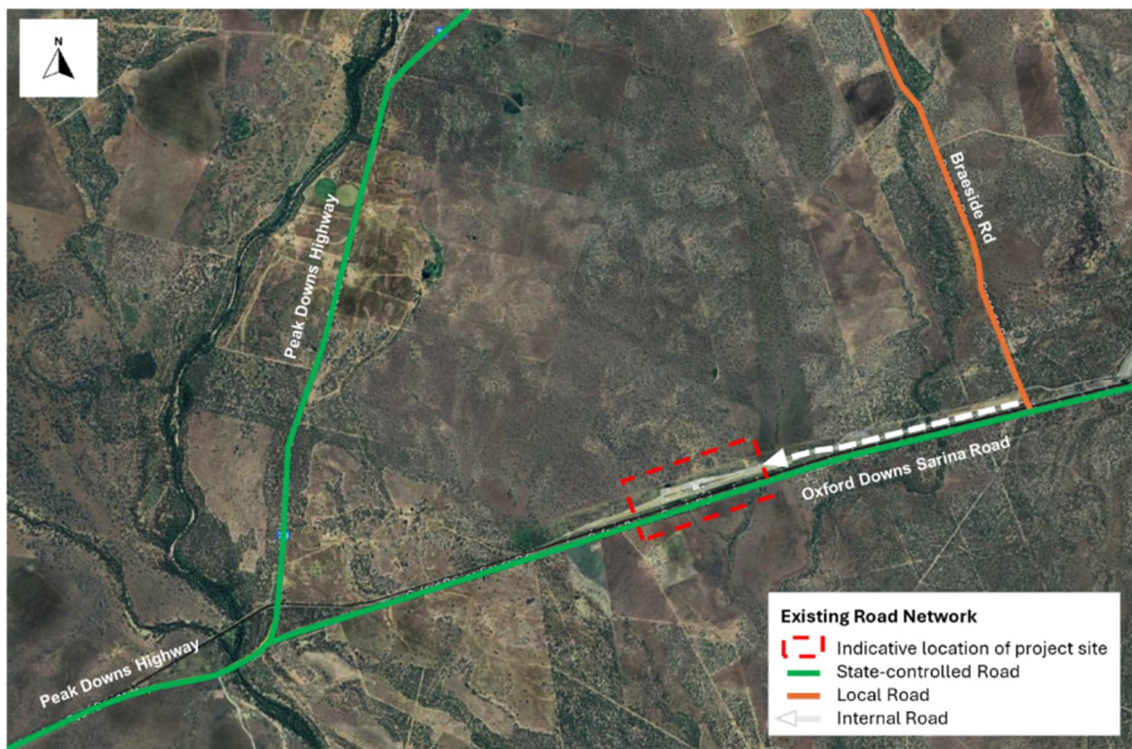 N
Peak Downs Highway
Braeside Rd
Oxford Downs Sarina Road
Peak Downs Highway
Existing Road Network
Indicative location of project site
State-controlled Road
Local Road
Internal Road